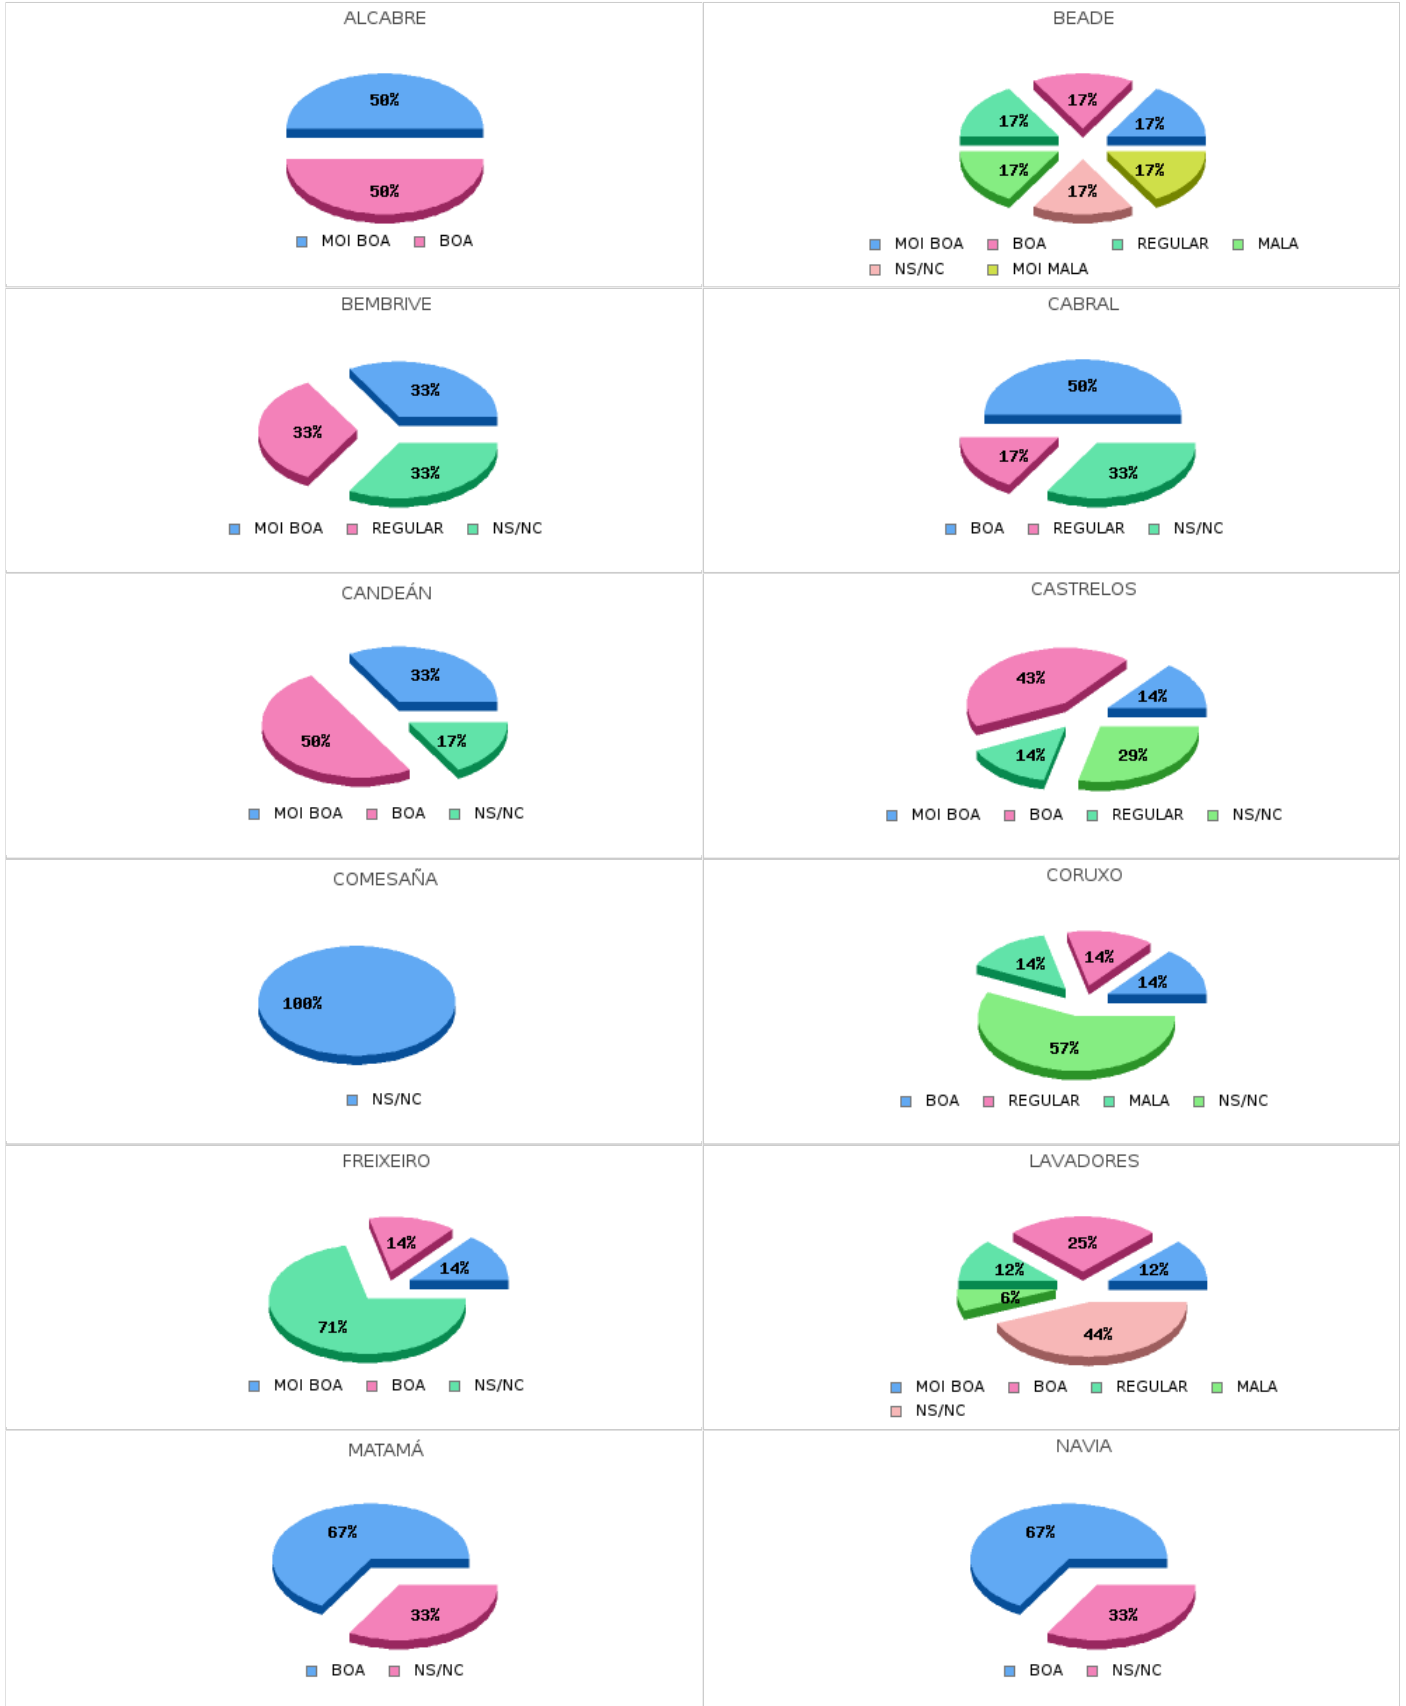 ALCABRE
50%
50%
MOI BOA BOA
BEADE
17%
17%
17%
17%
17%
17%
MOI BOA BOA REGULAR MALA
NS/NC MOI MALA
BEMBRIVE
33%
33%
33%
MOI BOA REGULAR NS/NC
CABRAL
50%
17%
33%
BOA REGULAR NS/NC
CANDEÁN
33%
50%
17%
MOI BOA BOA NS/NC
CASTRELOS
43%
14%
14%
29%
MOI BOA BOA REGULAR NS/NC
COMESAÑA
100%
NS/NC
CORUXO
14%
14%
14%
57%
BOA REGULAR MALA NS/NC
FREIXEIRO
14%
14%
71%
MOI BOA BOA NS/NC
LAVADORES
25%
12%
12%
6%
44%
MOI BOA BOA REGULAR MALA
NS/NC
MATAMÁ
67%
33%
BOA NS/NC
NAVIA
67%
33%
BOA NS/NC